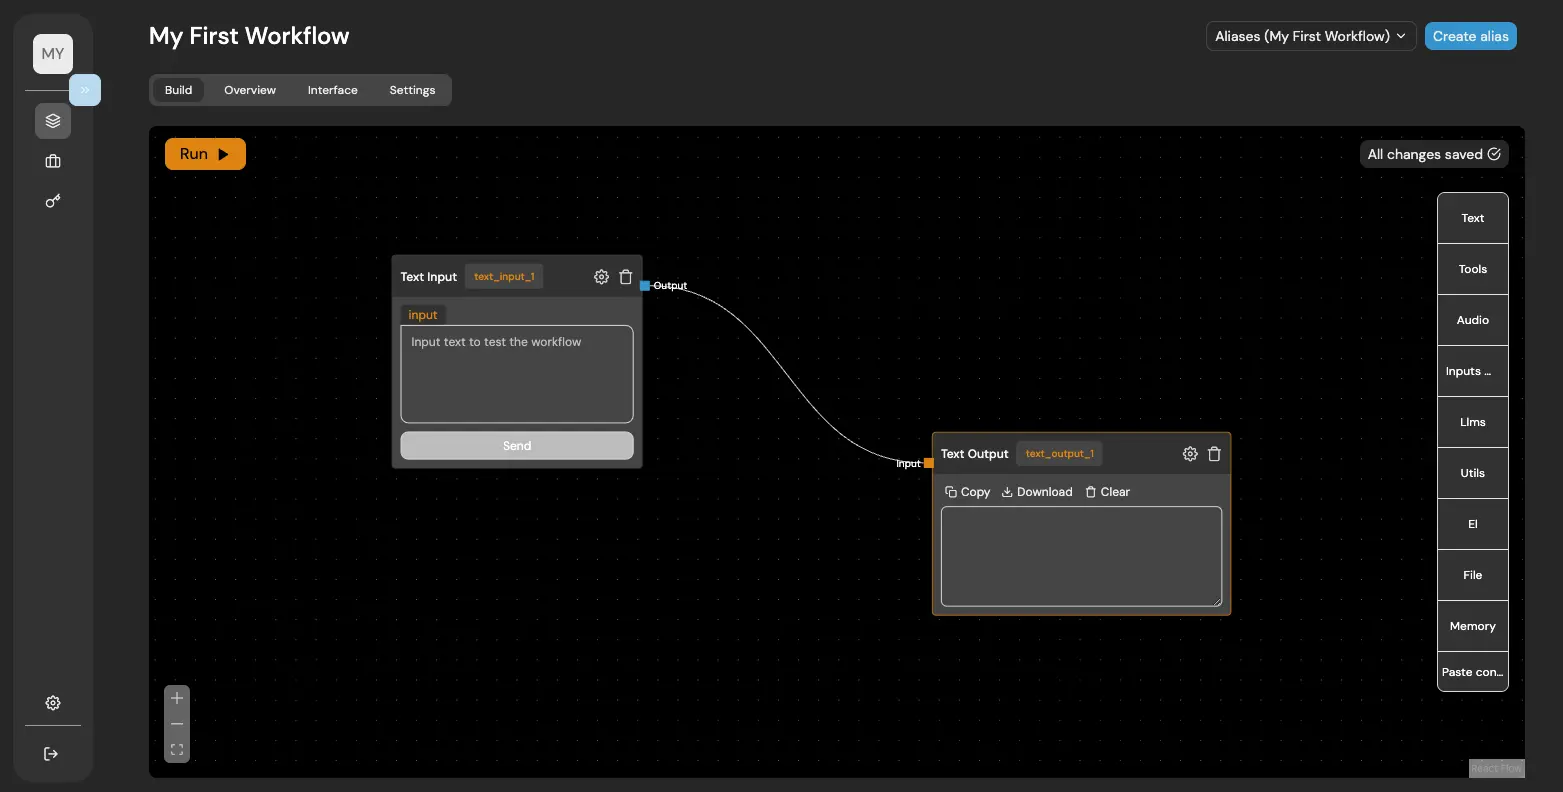 MY
My First Workflow
Aliases (My First Workflow)
Create alias
Build
Overview
Interface
Settings
Run
All changes saved
Text Input
text_input_1
Output
input
Input text to test the workflow
Send
Input
Text Output
text_output_1
Copy
Download
Clear
Text
Tools
Audio
Inputs ...
Llms
Utils
El
File
Memory
Paste con...
React Flow